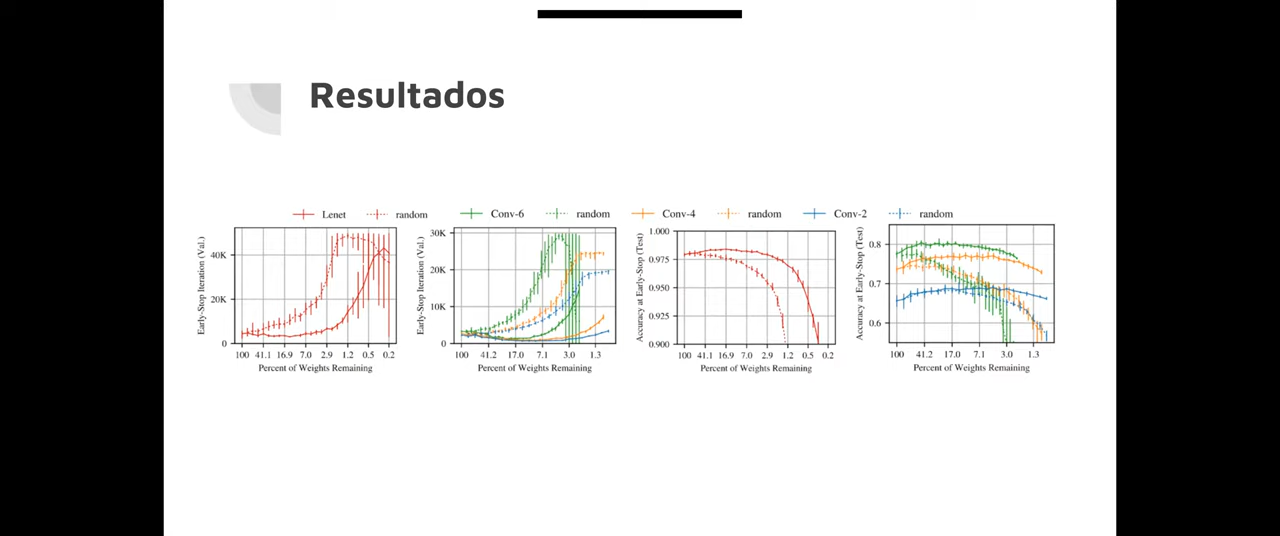 Resultados
Lenet random Conv-6 random Conv-4 random Conv-2 random
Early-Stop Iteration (Val.)
40K
20K
0
100 41.1 16.9 7.0 2.9 1.2 0.5 0.2
Percent of Weights Remaining
Early-Stop Iteration (Val.)
30K
20K
10K
0
100 41.2 17.0 7.1 3.0 1.3
Percent of Weights Remaining
Accuracy at Early-Stop (Test)
1.000
0.975
0.950
0.925
0.900
100 41.1 16.9 7.0 2.9 1.2 0.5 0.2
Percent of Weights Remaining
Accuracy at Early-Stop (Test)
0.8
0.7
0.6
100 41.2 17.0 7.1 3.0 1.3
Percent of Weights Remaining